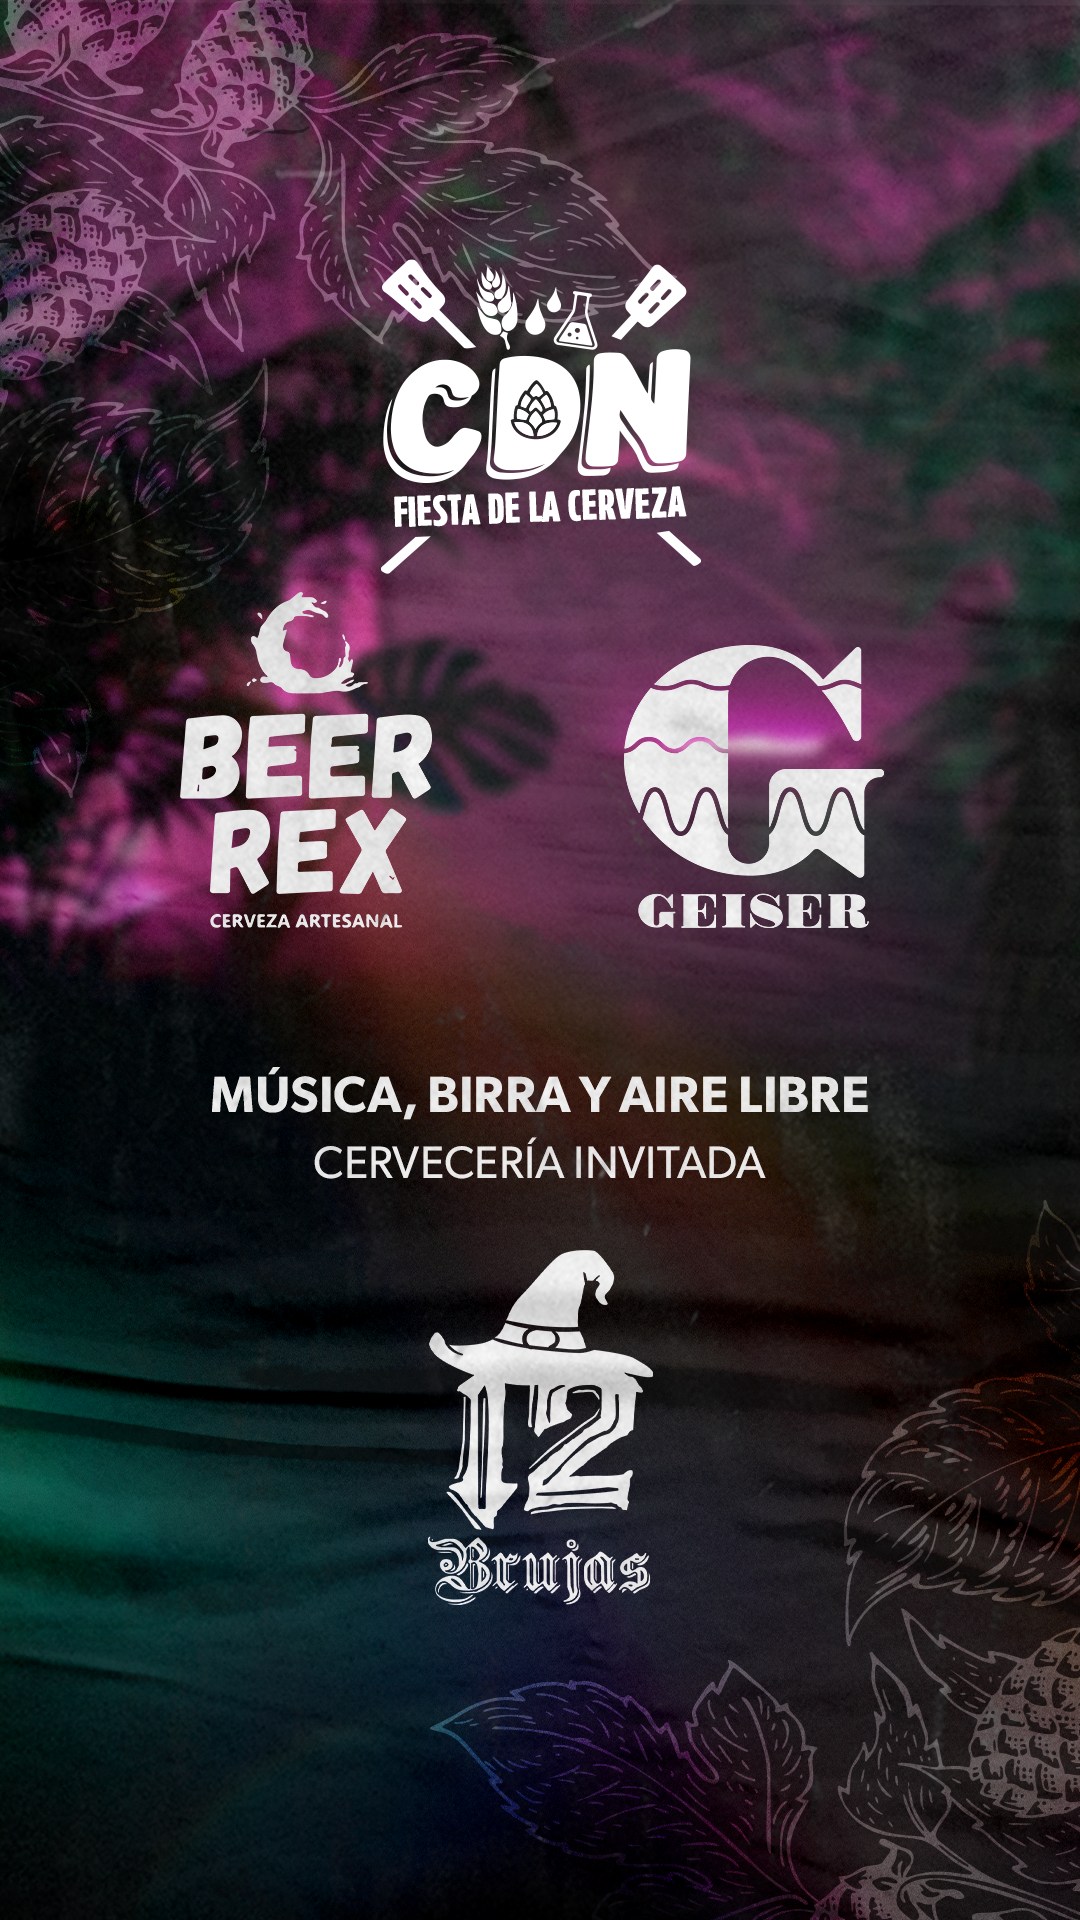 CDN
FIESTA DE LA CERVEZA
BEER
REX
CERVEZA ARTESANAL
G
GEISER
MÚSICA, BIRRA Y AIRE LIBRE
CERVECERÍA INVITADA
12
Brujas